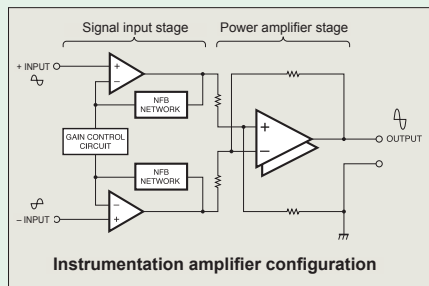 Signal input stage Power amplifier stage
+ INPUT
+
−
NFB
NETWORK
GAIN CONTROL
CIRCUIT
+
−
OUTPUT
NFB
NETWORK
−
+
− INPUT
Instrumentation amplifier configuration